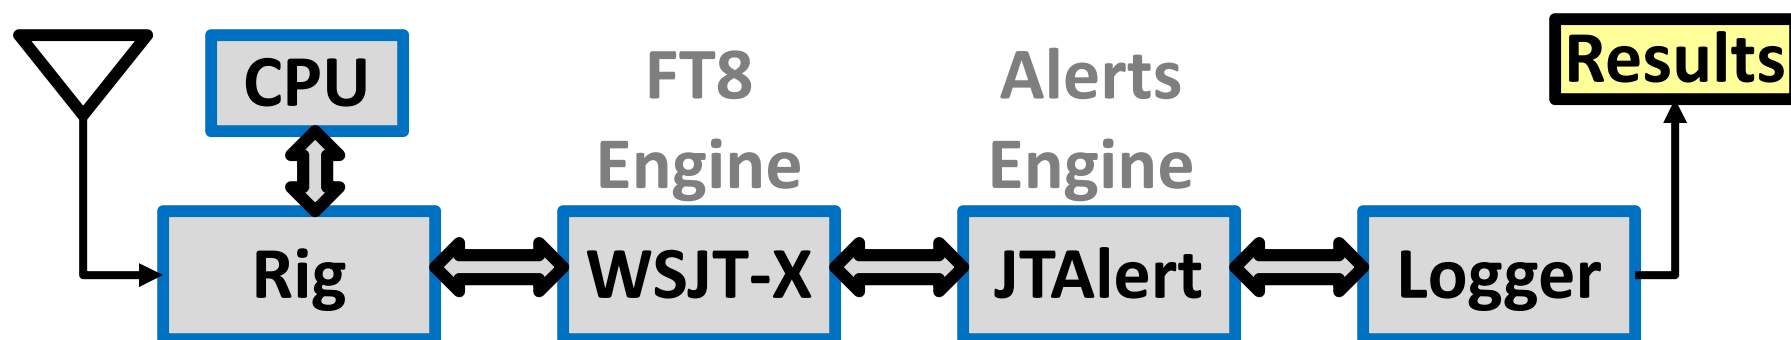 CPU
FT8
Engine
Alerts
Engine
Results
Rig
WSJT-X
JTAlert
Logger